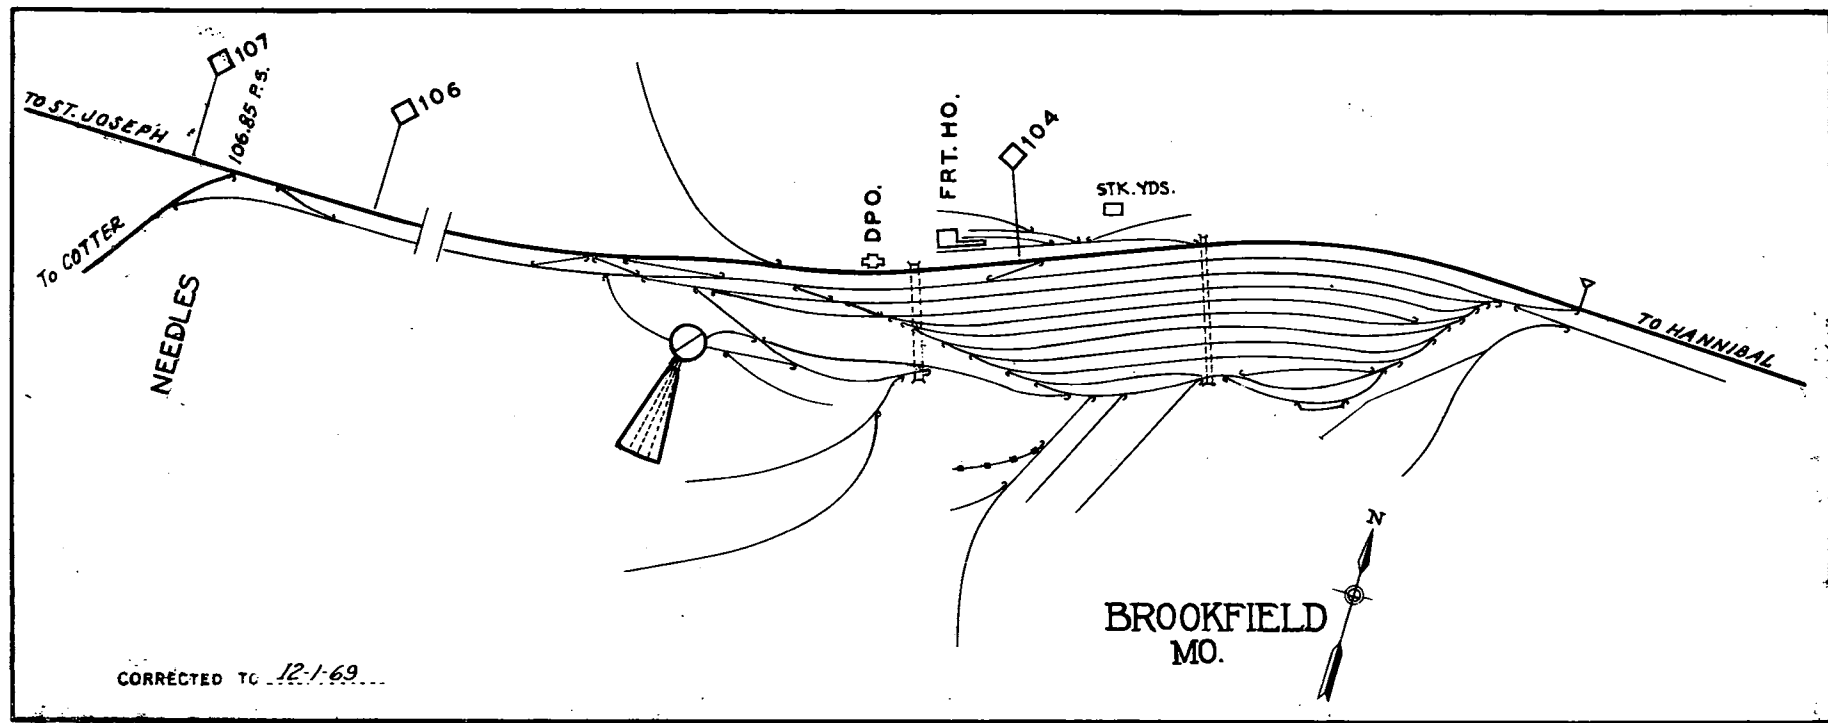 107
106.85 P.S.
TO ST. JOSEPH
106
TO COTTER
NEEDLES
DPO.
FRT. HO.
104
STK. YDS.
TO HANNIBAL
N
BROOKFIELD
MO.
CORRECTED TO 12-1-69